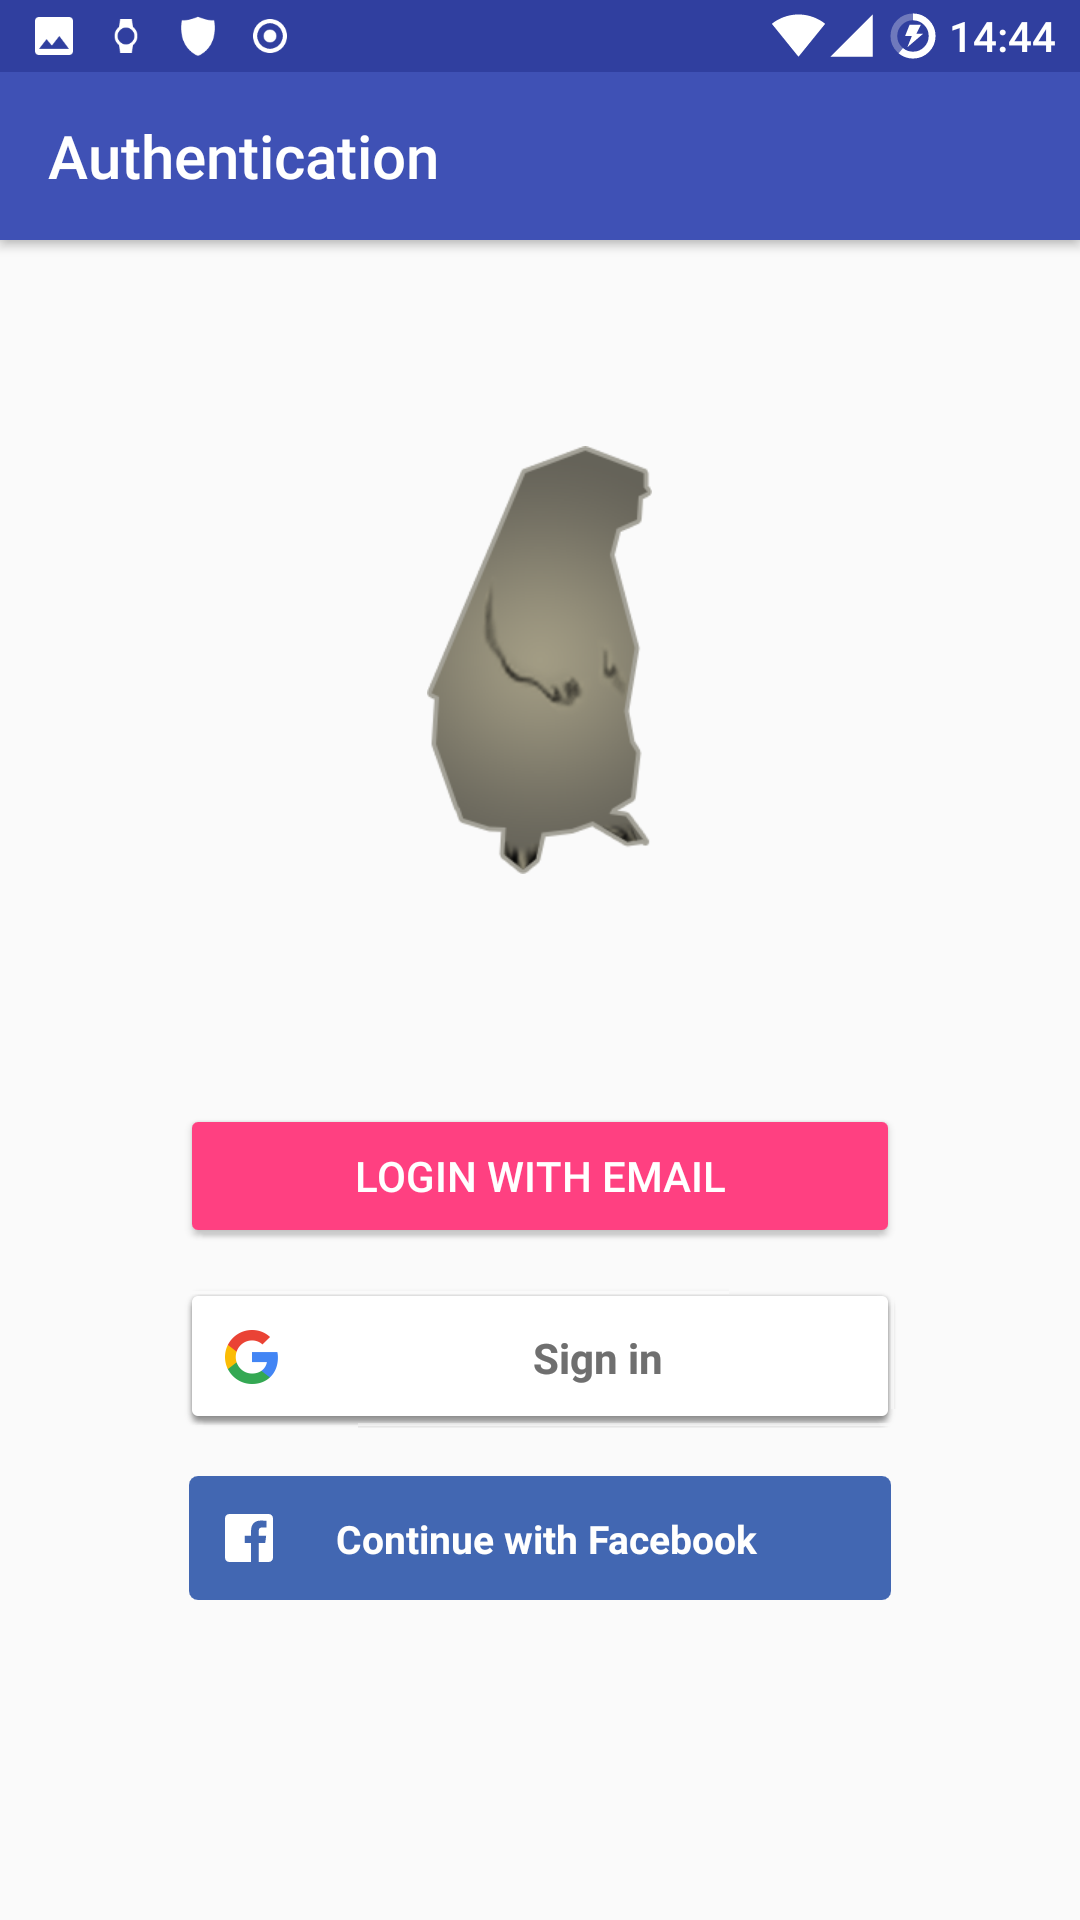 14:44
Authentication
LOGIN WITH EMAIL
Sign in
Continue with Facebook